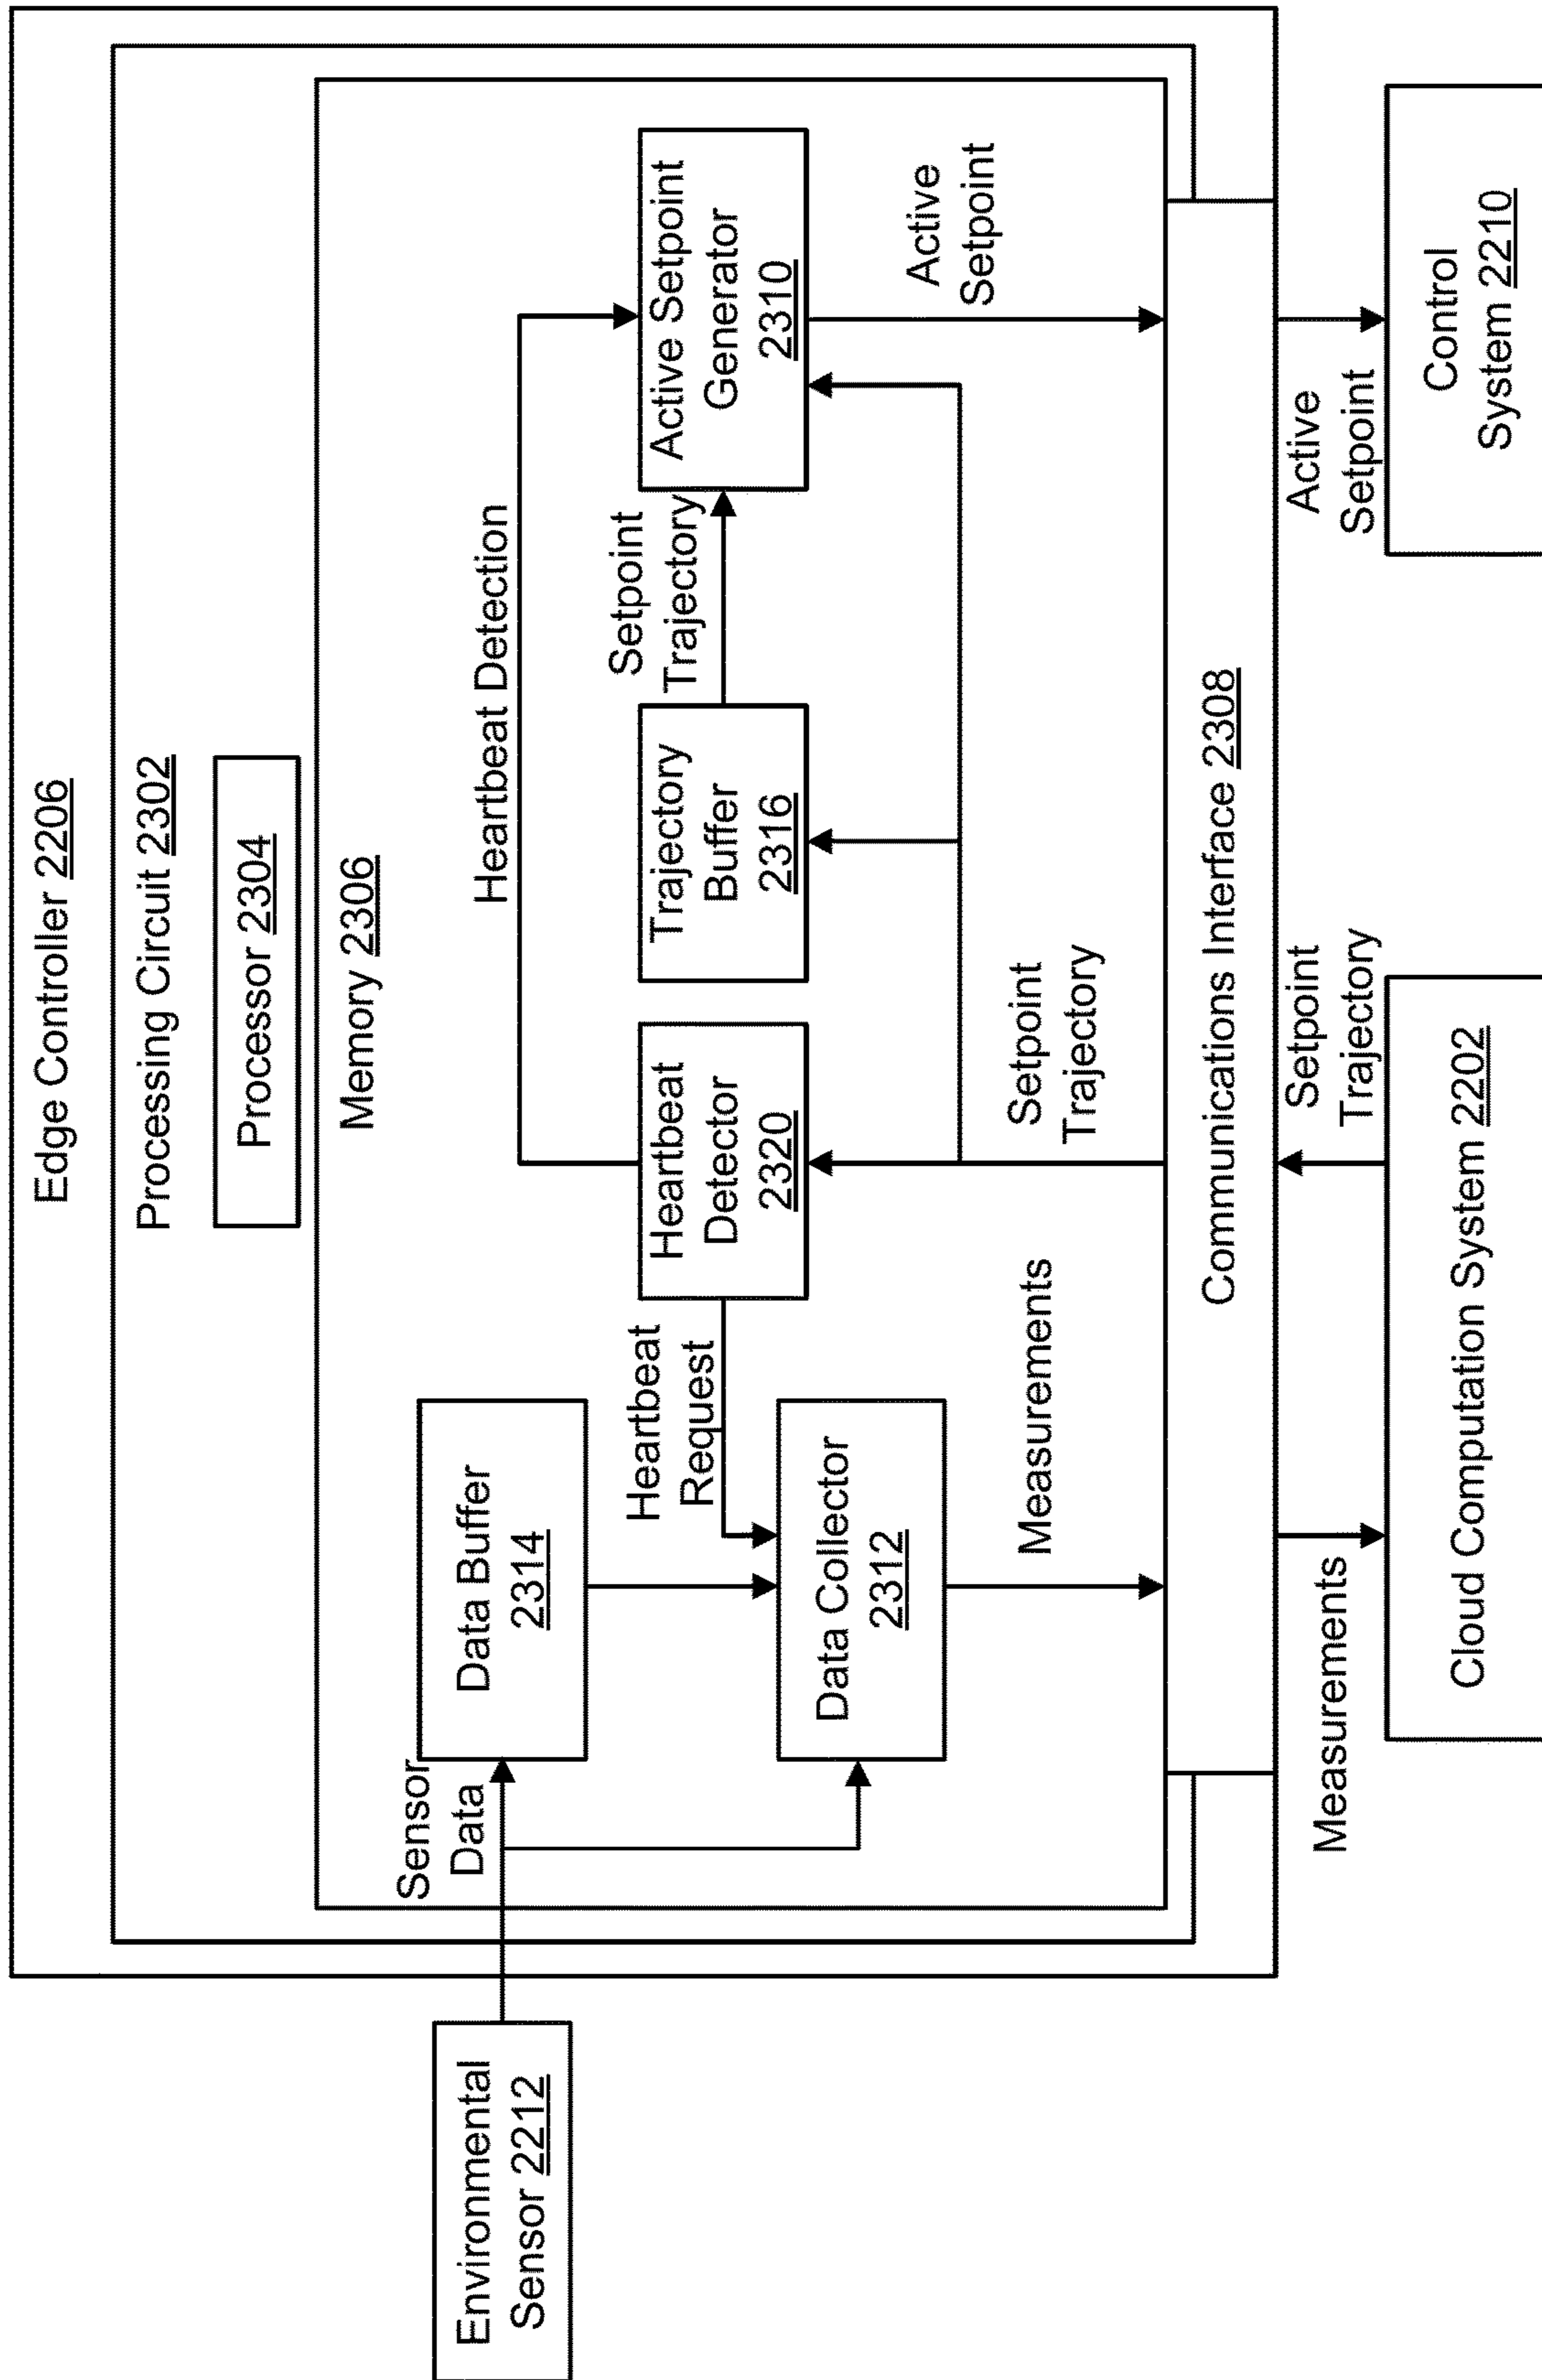 Edge Controller 2206
Processing Circuit 2302
Processor 2304
Memory 2306
Environmental
Sensor 2212
Sensor
Data
Data Buffer
2314
Heartbeat
Request
Data Collector
2312
Measurements
Heartbeat Detection
Heartbeat
Detector
2320
Trajectory
Buffer
2316
Setpoint
Trajectory
Active Setpoint
Generator
2310
Setpoint
Trajectory
Active
Setpoint
Communications Interface 2308
Measurements
Setpoint
Trajectory
Active
Setpoint
Cloud Computation System 2202
Control
System 2210